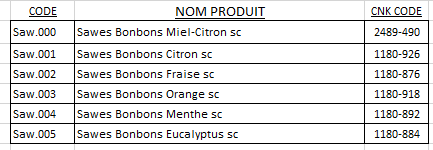 CODE NOM PRODUIT CNK CODE
Saw.000 Sawes Bonbons Miel-Citron sc 2489-490
Saw.001 Sawes Bonbons Citron sc 1180-926
Saw.002 Sawes Bonbons Fraise sc 1180-876
Saw.003 Sawes Bonbons Orange sc 1180-918
Saw.004 Sawes Bonbons Menthe sc 1180-892
Saw.005 Sawes Bonbons Eucalyptus sc 1180-884